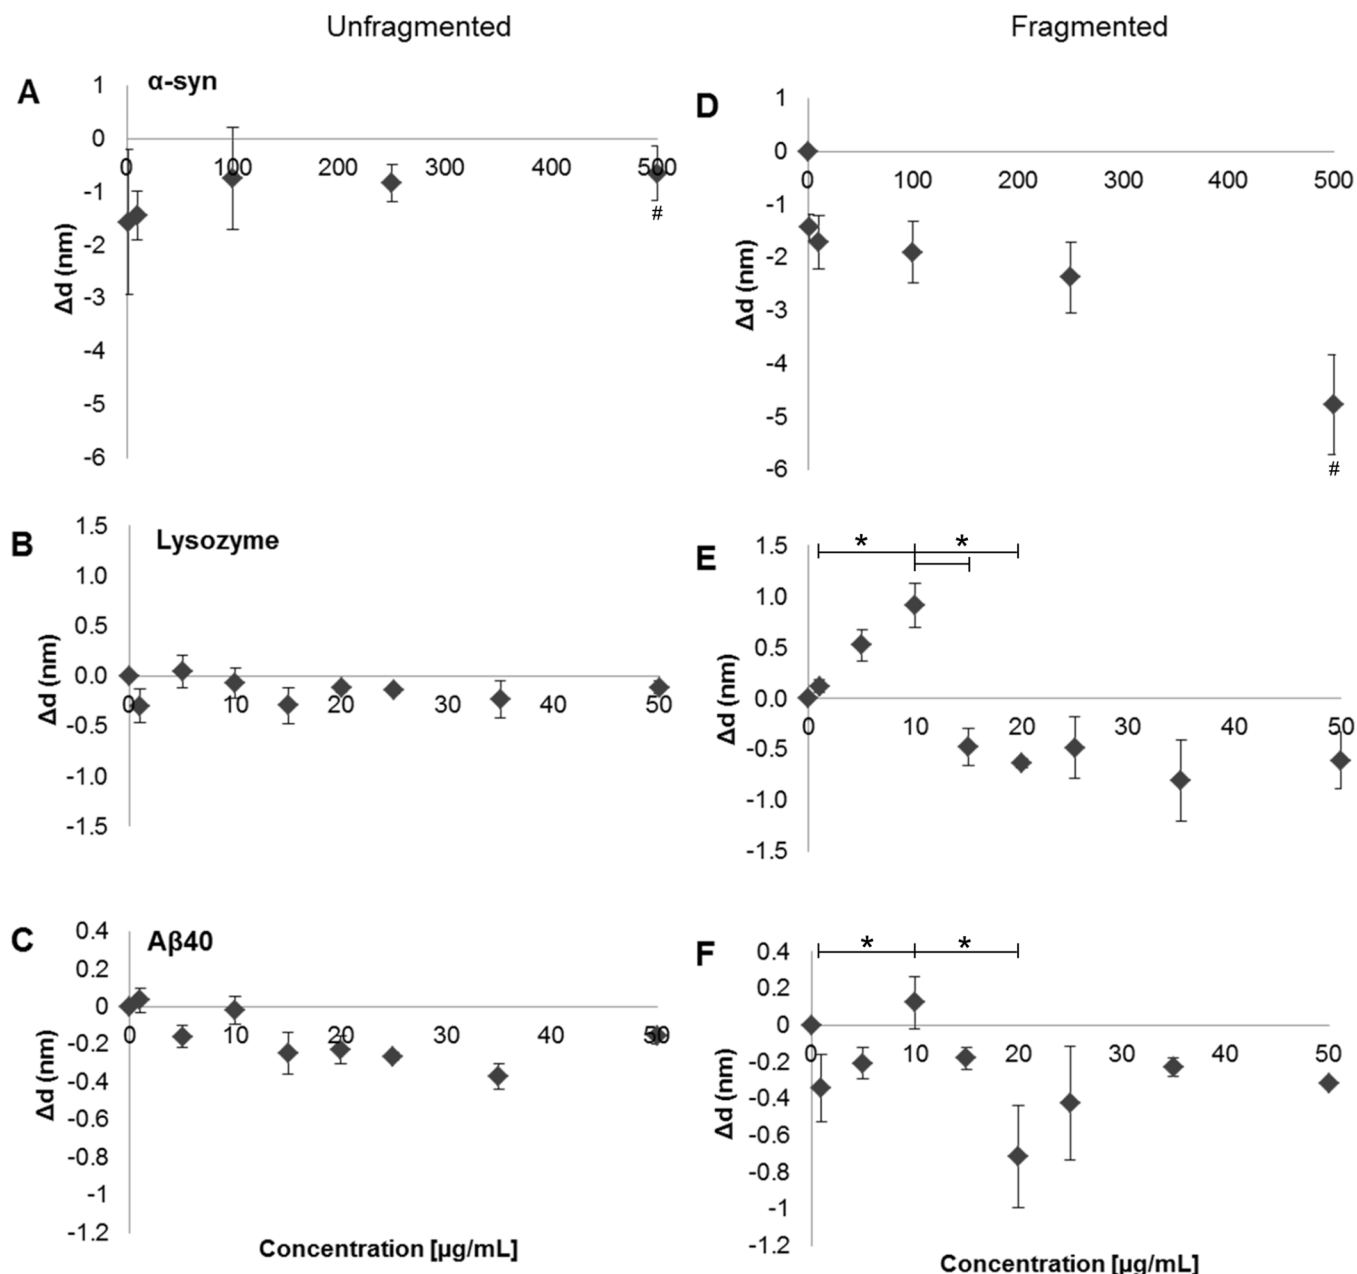 Unfragmented
Fragmented
A
α-syn
1
0
-1
-2
-3
-4
-5
-6
0 100 200 300 400 500
#
Δd (nm)
D
1
0
-1
-2
-3
-4
-5
-6
0 100 200 300 400 500
#
Δd (nm)
B
Lysozyme
1.5
1.0
0.5
0.0
-0.5
-1.0
-1.5
0 10 20 30 40 50
Δd (nm)
E
* *
1.5
1.0
0.5
0.0
-0.5
-1.0
-1.5
0 10 20 30 40 50
Δd (nm)
C
Aβ40
0.4
0.2
0
-0.2
-0.4
-0.6
-0.8
-1
-1.2
0 10 20 30 40 50
Δd (nm)
Concentration [µg/mL]
F
* *
0.4
0.2
0
-0.2
-0.4
-0.6
-0.8
-1
-1.2
0 10 20 30 40 50
Δd (nm)
Concentration [µg/mL]